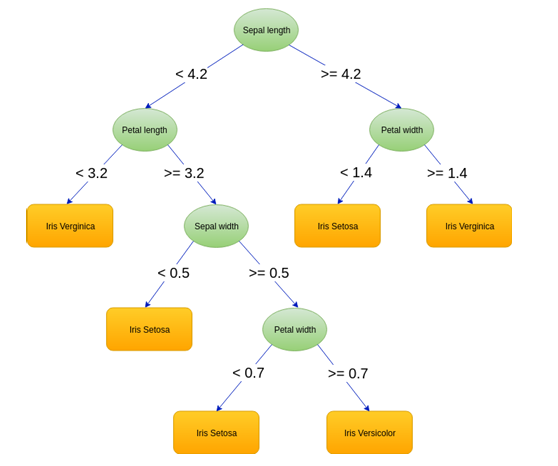 Sepal length
< 4.2
>= 4.2
Petal length
Petal width
< 3.2
>= 3.2
< 1.4
>= 1.4
Iris Verginica
Sepal width
Iris Setosa
Iris Verginica
< 0.5
>= 0.5
Iris Setosa
Petal width
< 0.7
>= 0.7
Iris Setosa
Iris Versicolor